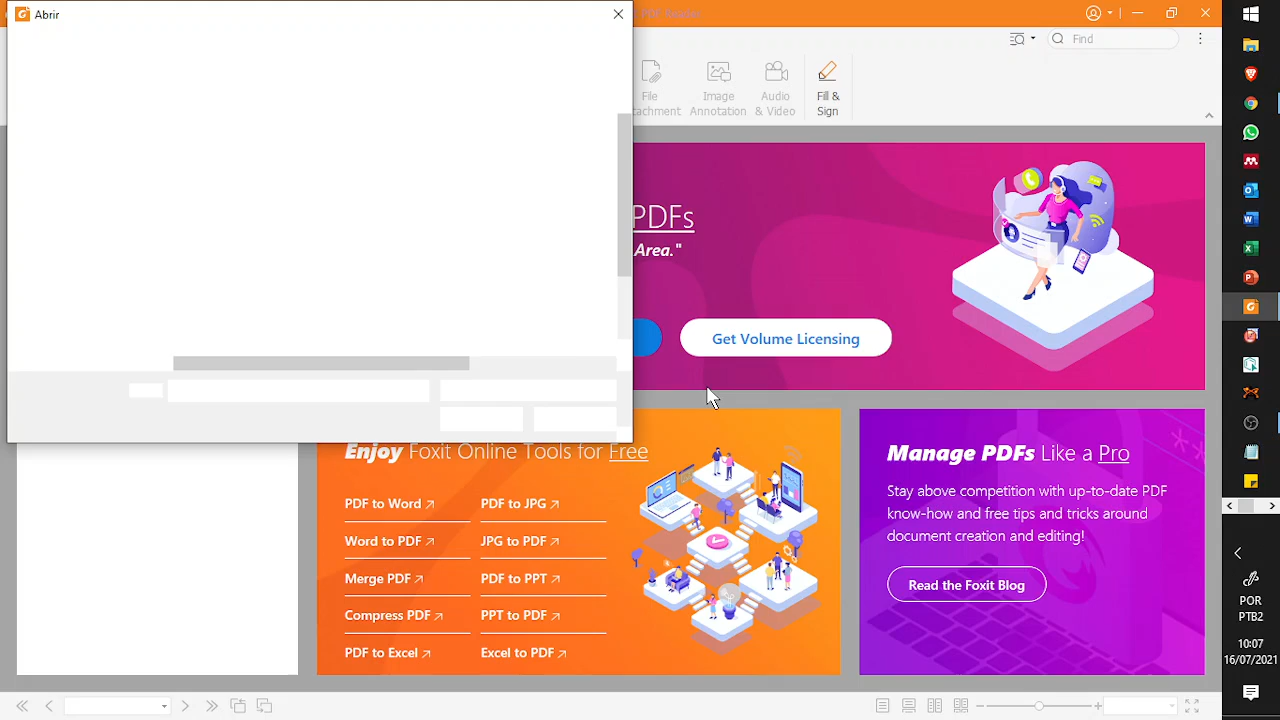 Abrir
PDF Reader
Find
File
tachment
Image
Annotation
Audio
& Video
Fill &
Sign
PDFs
Area."
Get Volume Licensing
Enjoy Foxit Online Tools for Free
PDF to Word
PDF to JPG
Word to PDF
JPG to PDF
Merge PDF
PDF to PPT
Compress PDF
PPT to PDF
PDF to Excel
Excel to PDF
Manage PDFs Like a Pro
Stay above competition with up-to-date PDF
know-how and free tips and tricks around
document creation and editing!
Read the Foxit Blog
POR
PTB2
10:07
16/07/2021